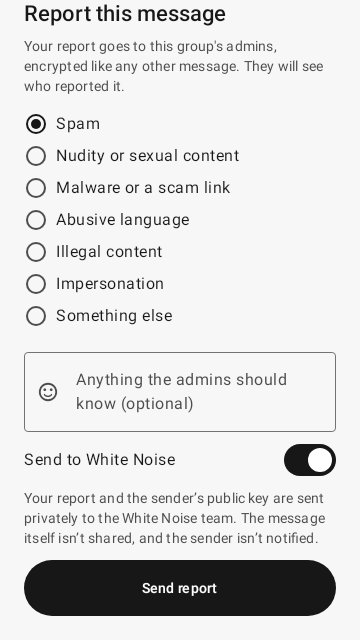 Report this message
Your report goes to this group's admins,
encrypted like any other message. They will see
who reported it.
Spam
Nudity or sexual content
Malware or a scam link
Abusive language
Illegal content
Impersonation
Something else
Anything the admins should
know (optional)
Send to White Noise
Your report and the sender’s public key are sent
privately to the White Noise team. The message
itself isn’t shared, and the sender isn’t notified.
Send report